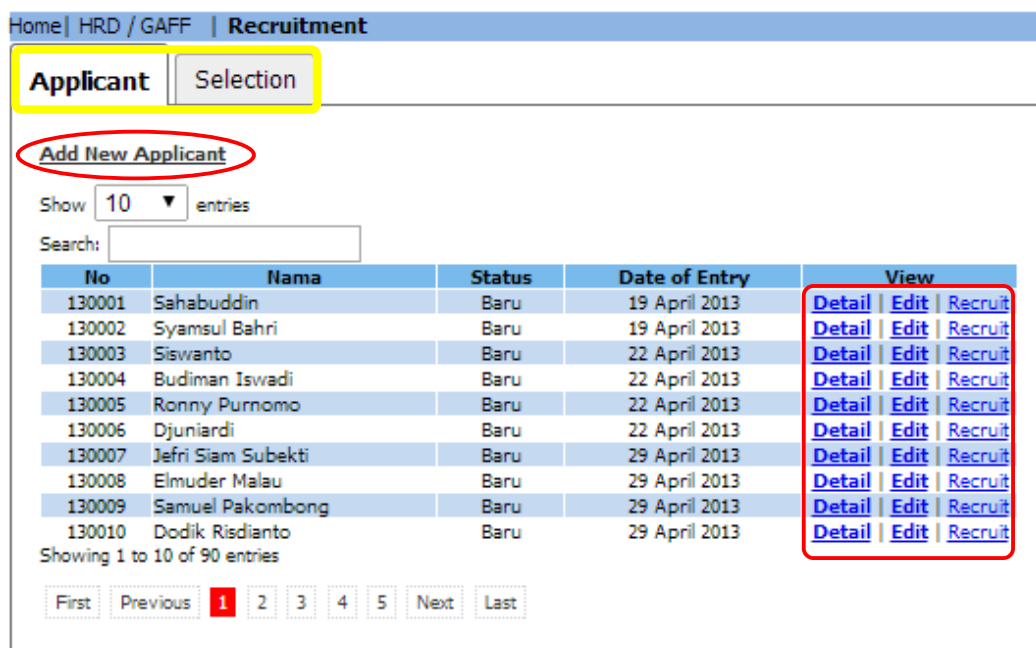 Home| HRD / GAFF | Recruitment
Applicant Selection
Add New Applicant
Show 10 ▼ entries
Search:
No Nama Status Date of Entry View
130001 Sahabuddin Baru 19 April 2013 Detail | Edit | Recruit
130002 Syamsul Bahri Baru 19 April 2013 Detail | Edit | Recruit
130003 Siswanto Baru 22 April 2013 Detail | Edit | Recruit
130004 Budiman Iswadi Baru 22 April 2013 Detail | Edit | Recruit
130005 Ronny Purnomo Baru 22 April 2013 Detail | Edit | Recruit
130006 Djuniardi Baru 22 April 2013 Detail | Edit | Recruit
130007 Jefri Siam Subekti Baru 29 April 2013 Detail | Edit | Recruit
130008 Elmuder Malau Baru 29 April 2013 Detail | Edit | Recruit
130009 Samuel Pakombong Baru 29 April 2013 Detail | Edit | Recruit
130010 Dodik Risdianto Baru 29 April 2013 Detail | Edit | Recruit
Showing 1 to 10 of 90 entries
First Previous 1 2 3 4 5 Next Last